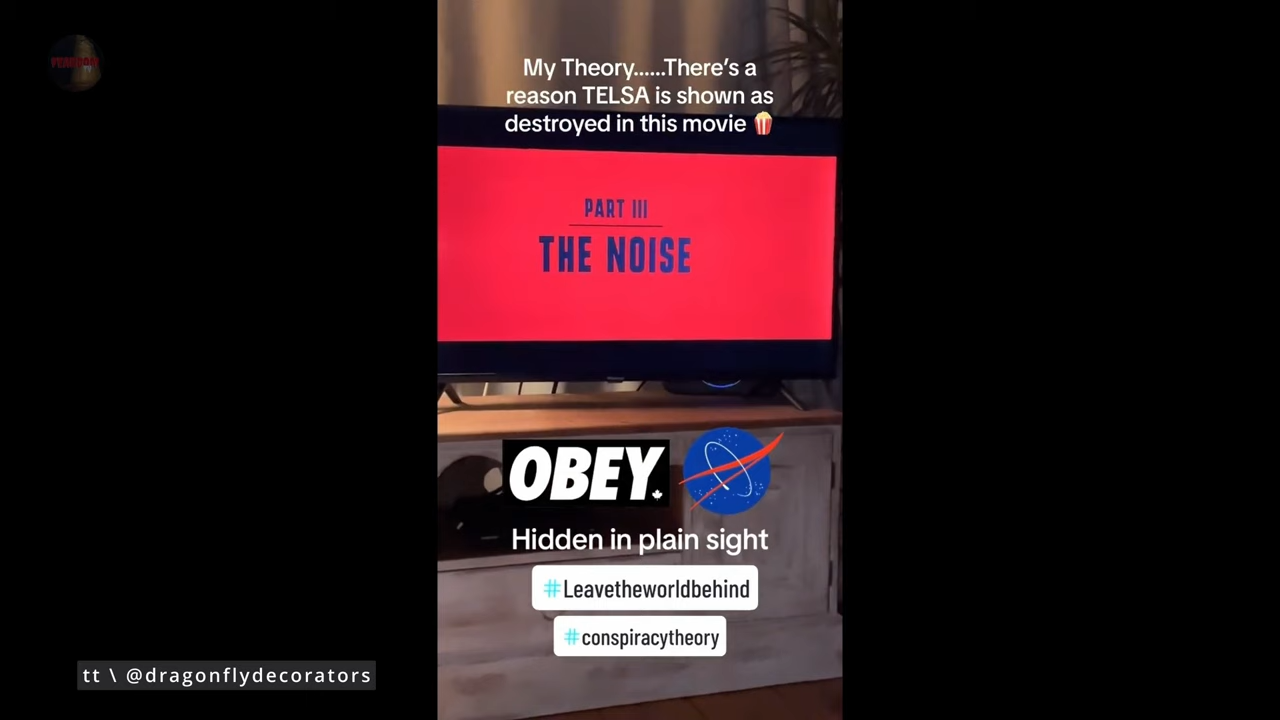 My Theory......There's a
reason TELSA is shown as
destroyed in this movie 🍿
PART III
THE NOISE
OBEY.
Hidden in plain sight
#Leavetheworldbehind
#conspiracytheory
tt \ @dragonflydecorators